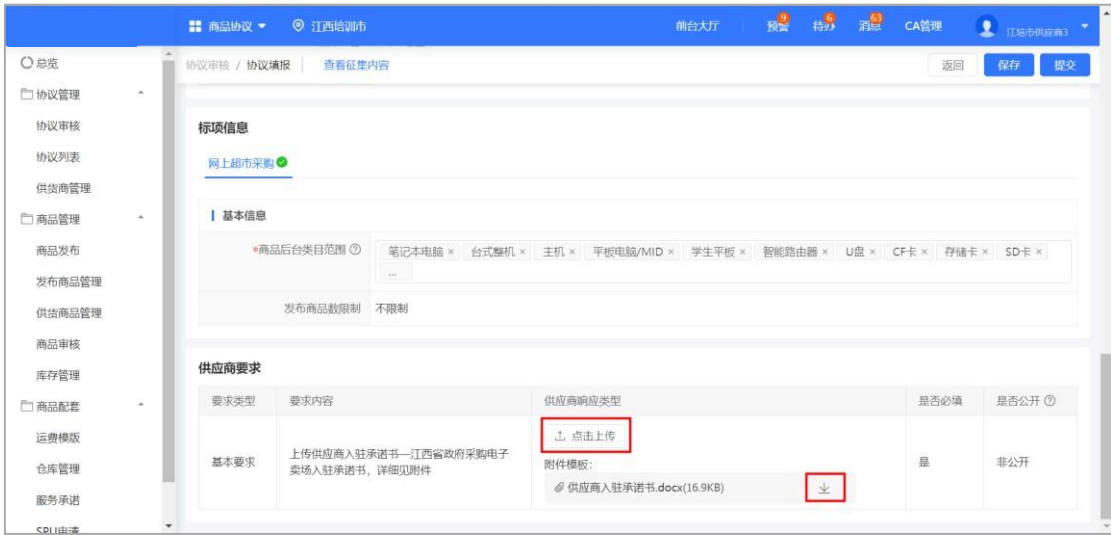 商品协议 江西培训市 前台大厅 预警 9 待办 6 消息 63 CA管理 江培市供应商3
总览
协议审核 / 协议填报 查看征集内容 返回 保存 提交
协议管理
协议审核
协议列表
供货商管理
商品管理
商品发布
发布商品管理
供货商品管理
商品审核
库存管理
商品配套
运费模版
仓库管理
服务承诺
SPU申请
标项信息
网上超市采购
基本信息
*商品后台类目范围 笔记本电脑 × 台式整机 × 主机 × 平板电脑/MID × 学生平板 × 智能路由器 × U盘 × CF卡 × 存储卡 × SD卡 ×
...
发布商品数限制 不限制
供应商要求
要求类型 要求内容 供应商响应类型 是否必填 是否公开
点击上传
基本要求 上传供应商入驻承诺书—江西省政府采购电子 是 非公开
卖场入驻承诺书，详细见附件
附件模板:
供应商入驻承诺书.docx(16.9KB)